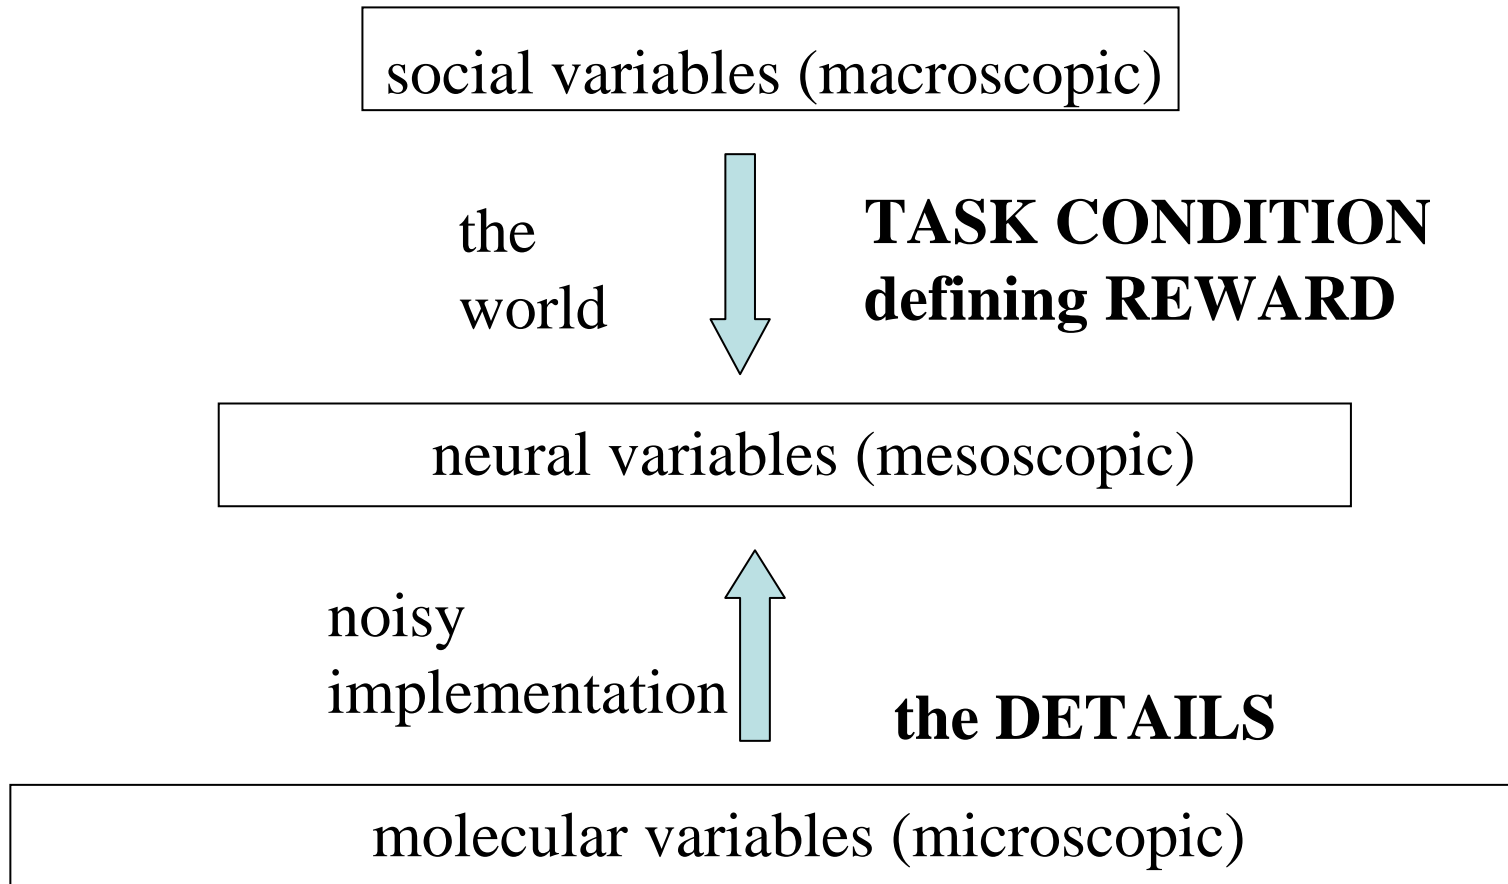 social variables (macroscopic)
the
world
TASK CONDITION
defining REWARD
neural variables (mesoscopic)
noisy
implementation
the DETAILS
molecular variables (microscopic)